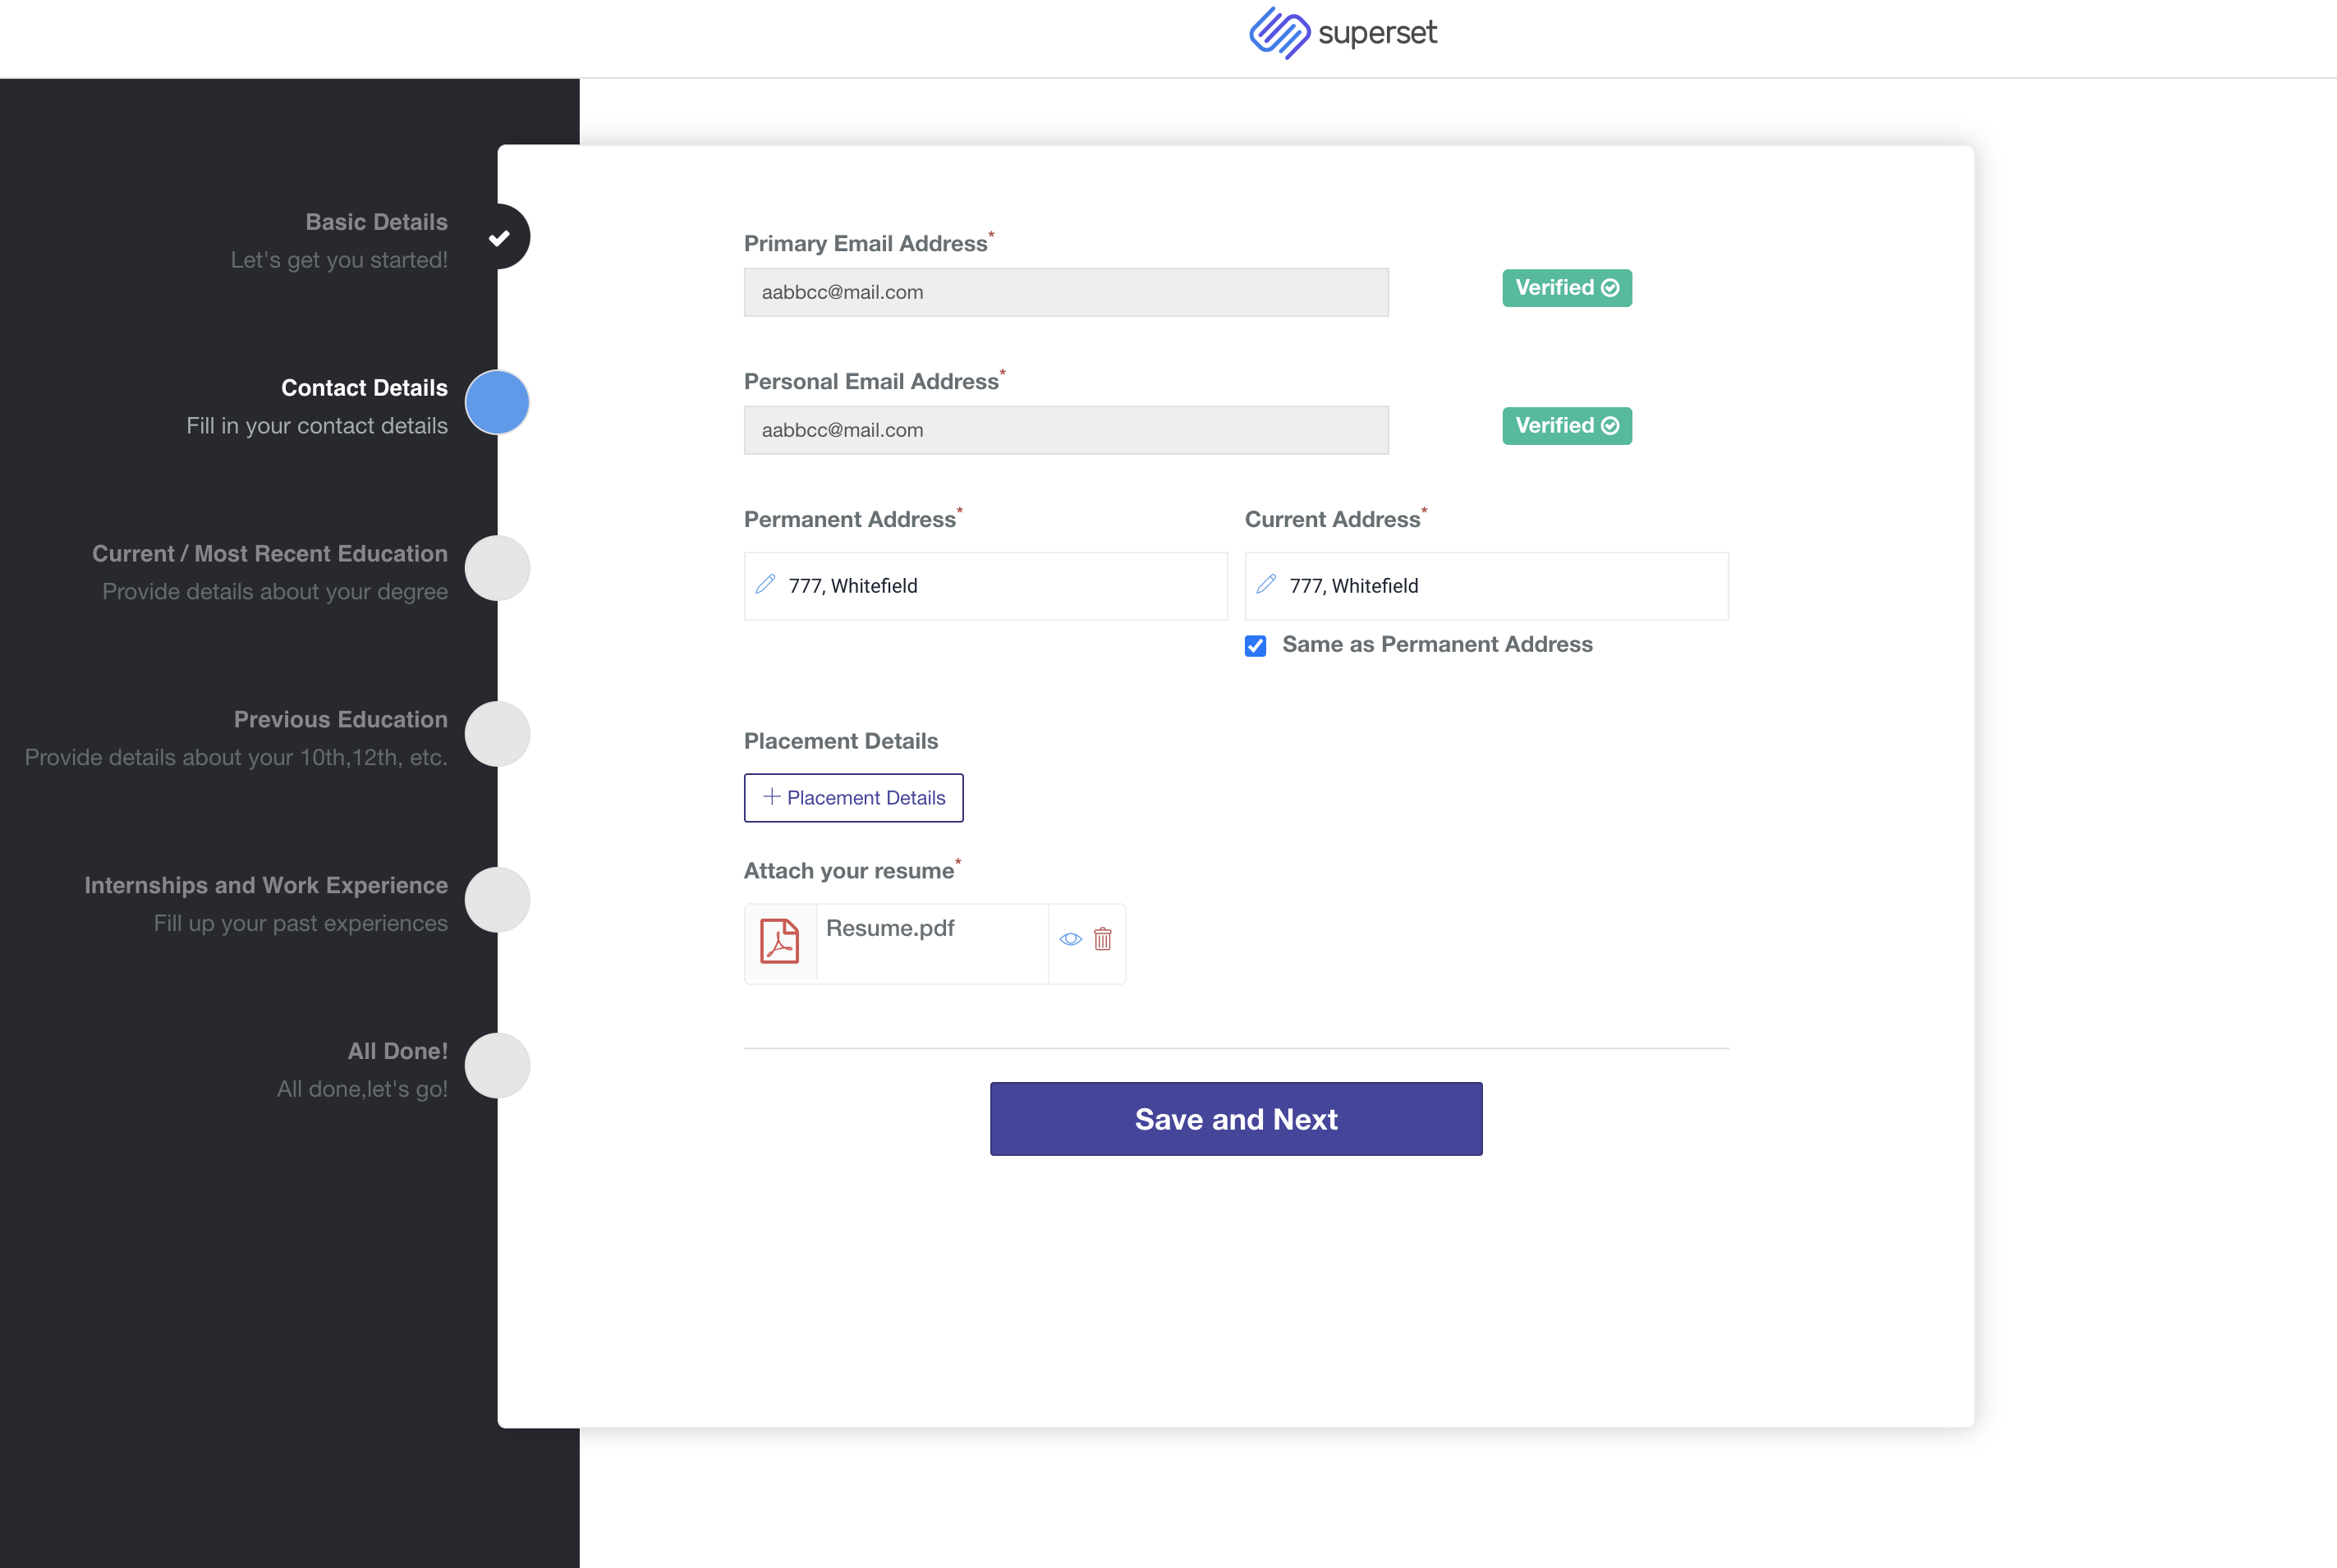 superset
Basic Details
Let's get you started!
Contact Details
Fill in your contact details
Current / Most Recent Education
Provide details about your degree
Previous Education
Provide details about your 10th,12th, etc.
Internships and Work Experience
Fill up your past experiences
All Done!
All done,let's go!
Primary Email Address*
aabbcc@mail.com
Verified
Personal Email Address*
aabbcc@mail.com
Verified
Permanent Address*
777, Whitefield
Current Address*
777, Whitefield
Same as Permanent Address
Placement Details
+ Placement Details
Attach your resume*
Resume.pdf
Save and Next